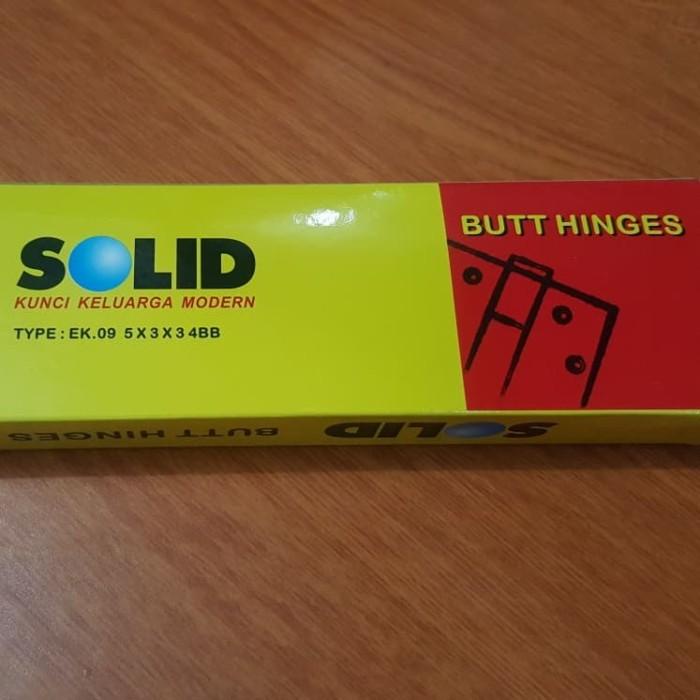 SOLID
KUNCI KELUARGA MODERN
TYPE : EK.09 5 X 3 X 3 4BB
BUTT HINGES
SOLID
BUTT HINGES